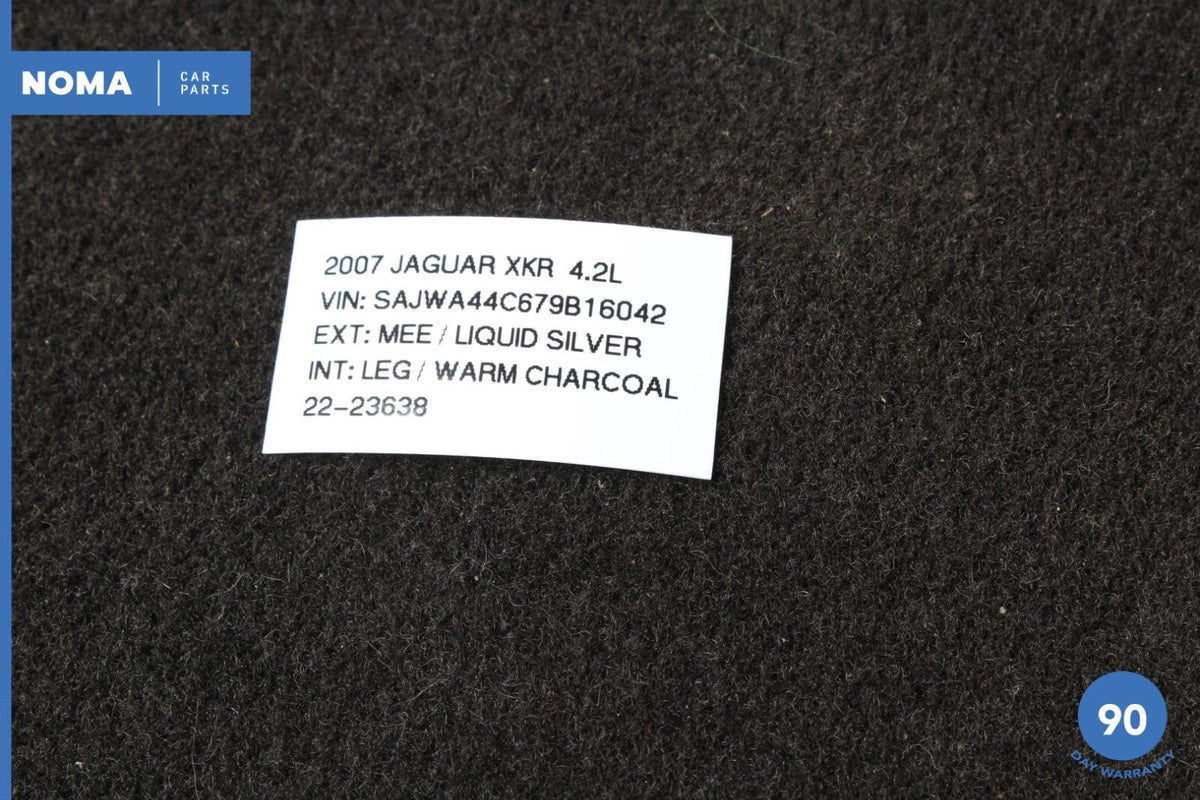 NOMA
CAR
PARTS
2007 JAGUAR XKR 4.2L
VIN: SAJWA44C679B16042
EXT: MEE / LIQUID SILVER
INT: LEG / WARM CHARCOAL
22-23638
90
DAY WARRANTY